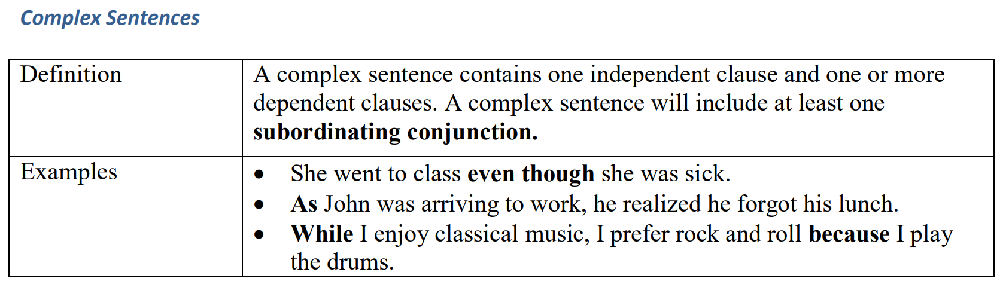 Complex Sentences
Definition
A complex sentence contains one independent clause and one or more
dependent clauses. A complex sentence will include at least one
subordinating conjunction.
Examples
• She went to class even though she was sick.
• As John was arriving to work, he realized he forgot his lunch.
• While I enjoy classical music, I prefer rock and roll because I play
the drums.